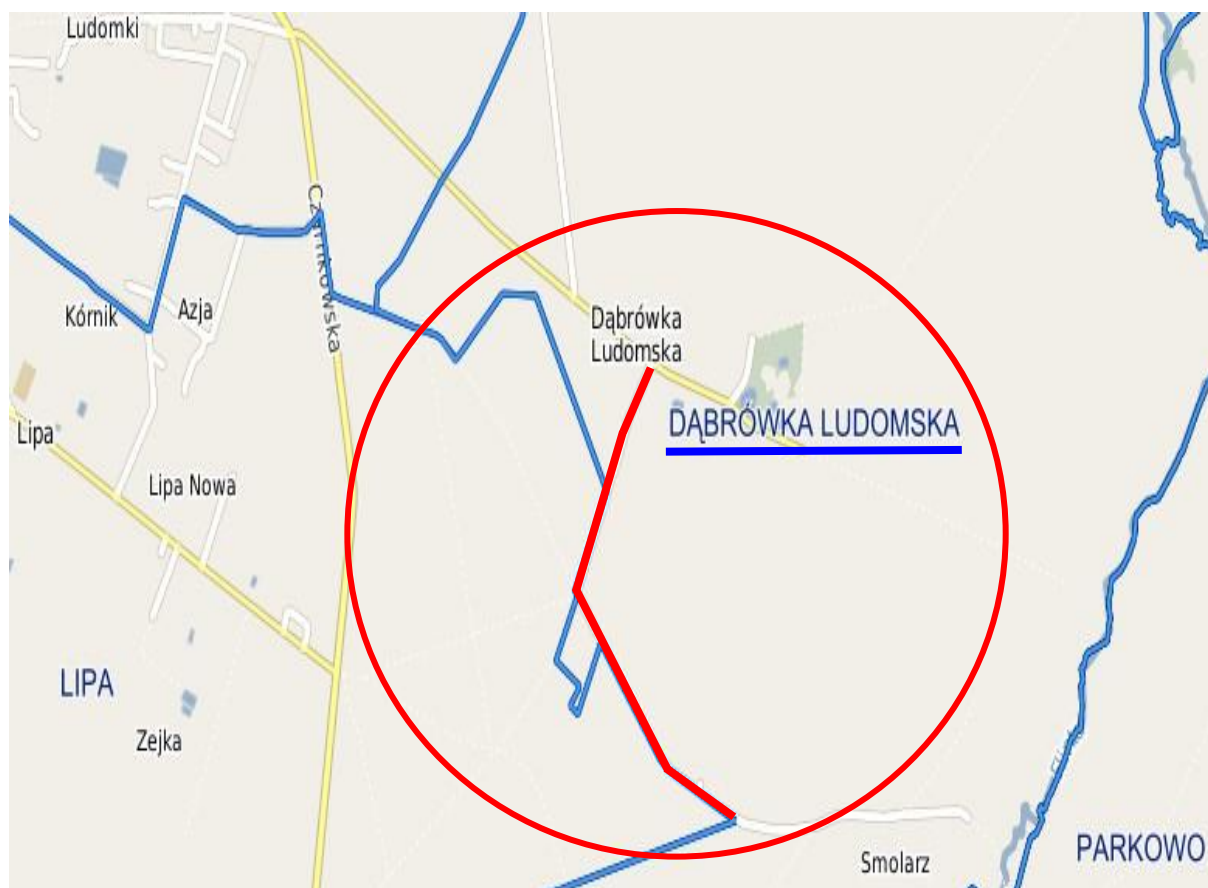 Ludomki
Czarnkowska
Kórnik
Azja
Dąbrówka
Ludomska
DĄBRÓWKA LUDOMSKA
Lipa
Lipa Nowa
LIPA
Zejka
Smolarz
PARKOWO